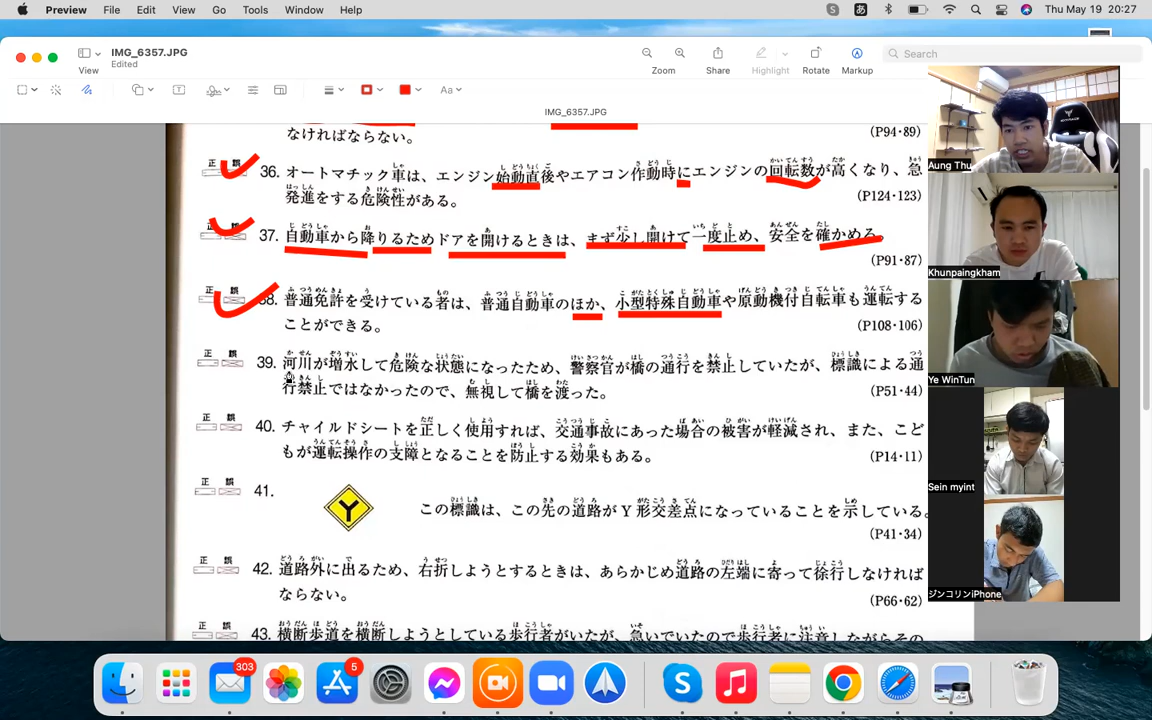 Preview File Edit View Go Tools Window Help
Thu May 19 20:27
IMG_6357.JPG
Edited
View
Zoom Share Highlight Rotate Markup
Search
Aa
IMG_6357.JPG
なければならない。
(P94・89)
正 誤
36. オートマチック車は、エンジン始動直後やエアコン作動時にエンジンの回転数が高くなり、急
発進をする危険性がある。
(P124・123)
正 誤
37. 自動車から降りるためドアを開けるときは、まず少し開けて一度止め、安全を確かめる
(P91・87)
正 誤
38. 普通免許を受けている者は、普通自動車のほか、小型特殊自動車や原動機付自転車も運転する
ことができる。
(P108・106)
正 誤
39. 河川が増水して危険な状態になったため、警察官が橋の通行を禁止していたが、標識による通
行禁止ではなかったので、無視して橋を渡った。
(P51・44)
正 誤
40. チャイルドシートを正しく使用すれば、交通事故にあった場合の被害が軽減され、また、こど
もが運転操作の支障となることを防止する効果もある。
(P14・11)
正 誤
41.
この標識は、この先の道路がY形交差点になっていることを示している。
(P41・34)
正 誤
42. 道路外に出るため、右折しようとするときは、あらかじめ道路の左端に寄って徐行しなければ
ならない。
(P66・62)
正 誤
43. 横断歩道を横断しようとしている歩行者がいたが、急いでいたので歩行者に注意しながらその
Aung Thu
Khunpaingkham
Ye WinTun
Sein myint
ジンコリンiPhone
303
5